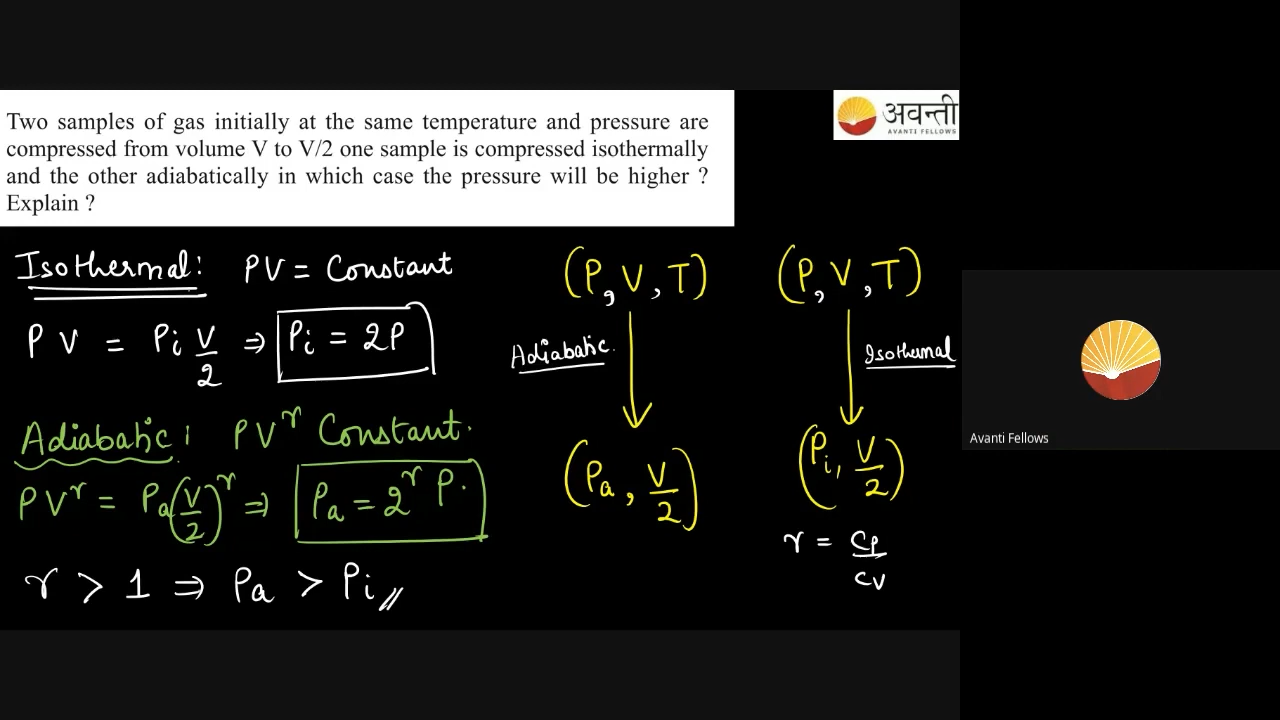 Two samples of gas initially at the same temperature and pressure are
compressed from volume V to V/2 one sample is compressed isothermally
and the other adiabatically in which case the pressure will be higher ?
Explain ?
अवन्ती
AVANTI FELLOWS
Isothermal: PV = Constant
P V = Pi V/2 ⇒ Pi = 2P
Adiabatic: PV^γ Constant.
PV^γ = Pa(V/2)^γ ⇒ Pa = 2^γ P.
γ > 1 ⇒ Pa > Pi //
(P, V, T)
Adiabatic.
(Pa, V/2)
(P, V, T)
Isothermal
(Pi, V/2)
γ = CP/CV
Avanti Fellows